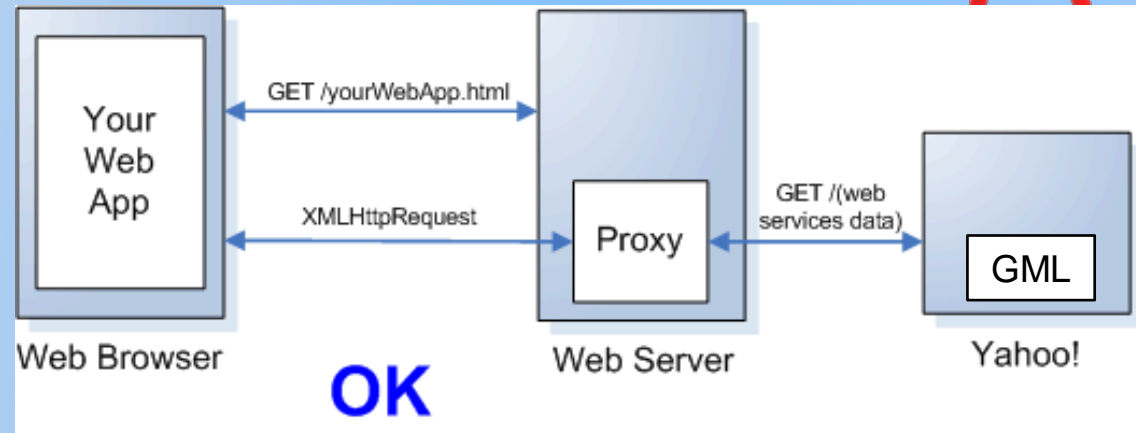 GET /yourWebApp.html
Your
Web
App
XMLHttpRequest
Proxy
GET /(web
services data)
GML
Web Browser
Web Server
Yahoo!
OK